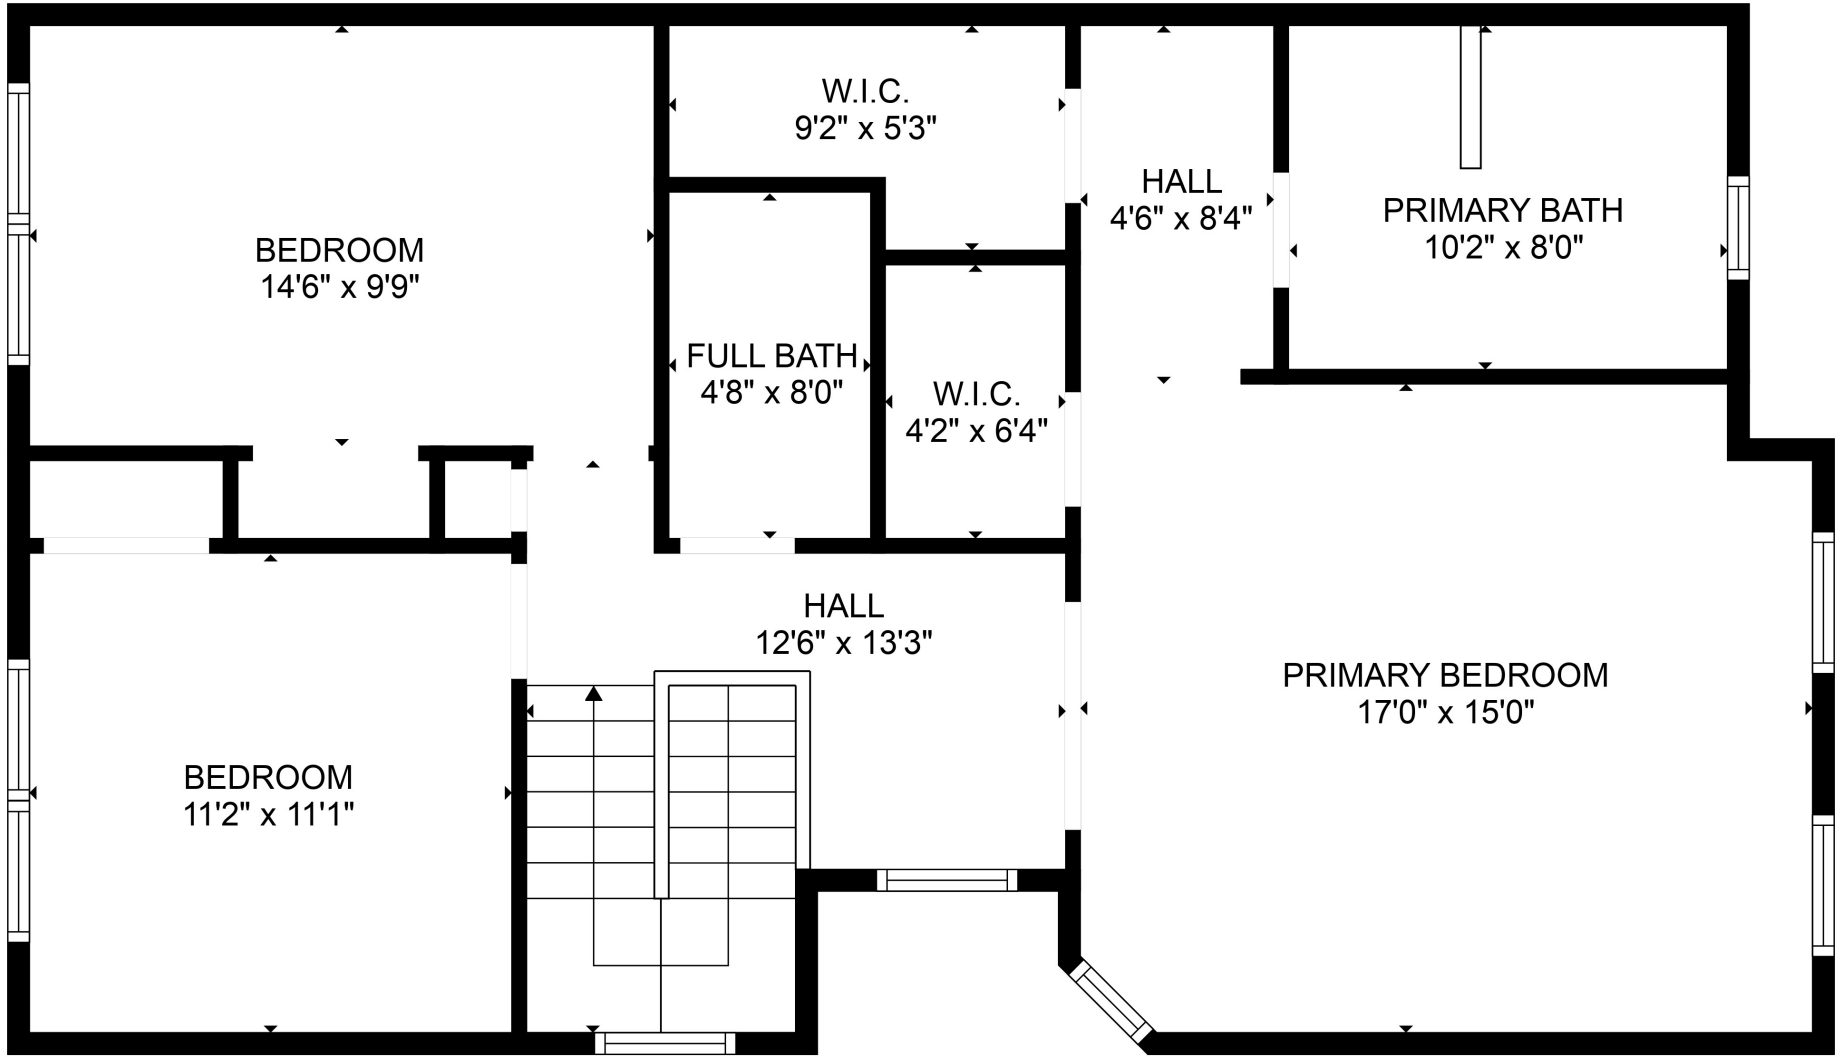 W.I.C.
9'2" x 5'3"
HALL
4'6" x 8'4"
PRIMARY BATH
10'2" x 8'0"
BEDROOM
14'6" x 9'9"
FULL BATH
4'8" x 8'0"
W.I.C.
4'2" x 6'4"
HALL
12'6" x 13'3"
PRIMARY BEDROOM
17'0" x 15'0"
BEDROOM
11'2" x 11'1"